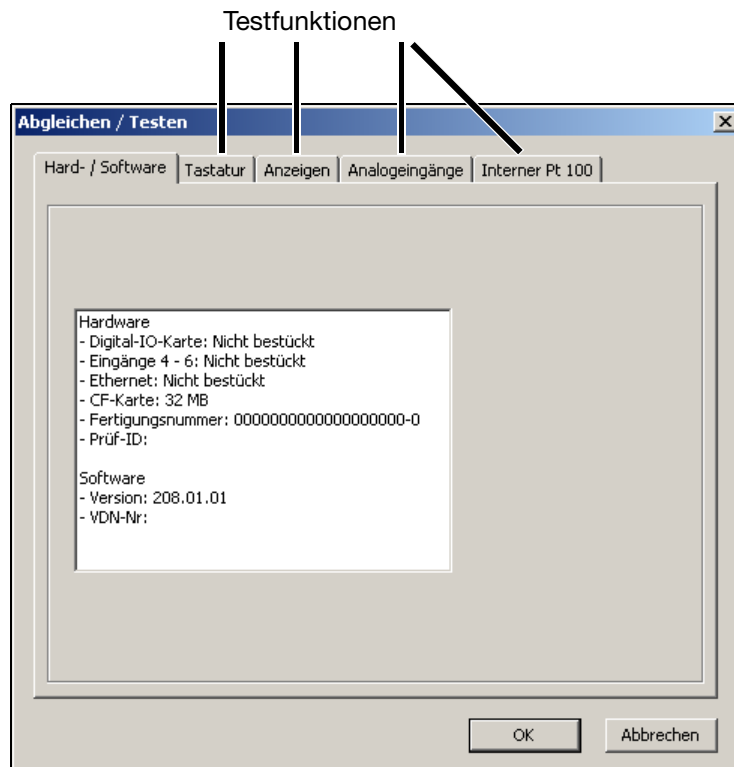 Testfunktionen
Abgleichen / Testen
Hard- / Software Tastatur Anzeigen Analogeingänge Interner Pt 100
Hardware
- Digital-IO-Karte: Nicht bestückt
- Eingänge 4 - 6: Nicht bestückt
- Ethernet: Nicht bestückt
- CF-Karte: 32 MB
- Fertigungsnummer: 0000000000000000000-0
- Prüf-ID:
Software
- Version: 208.01.01
- VDN-Nr:
OK Abbrechen